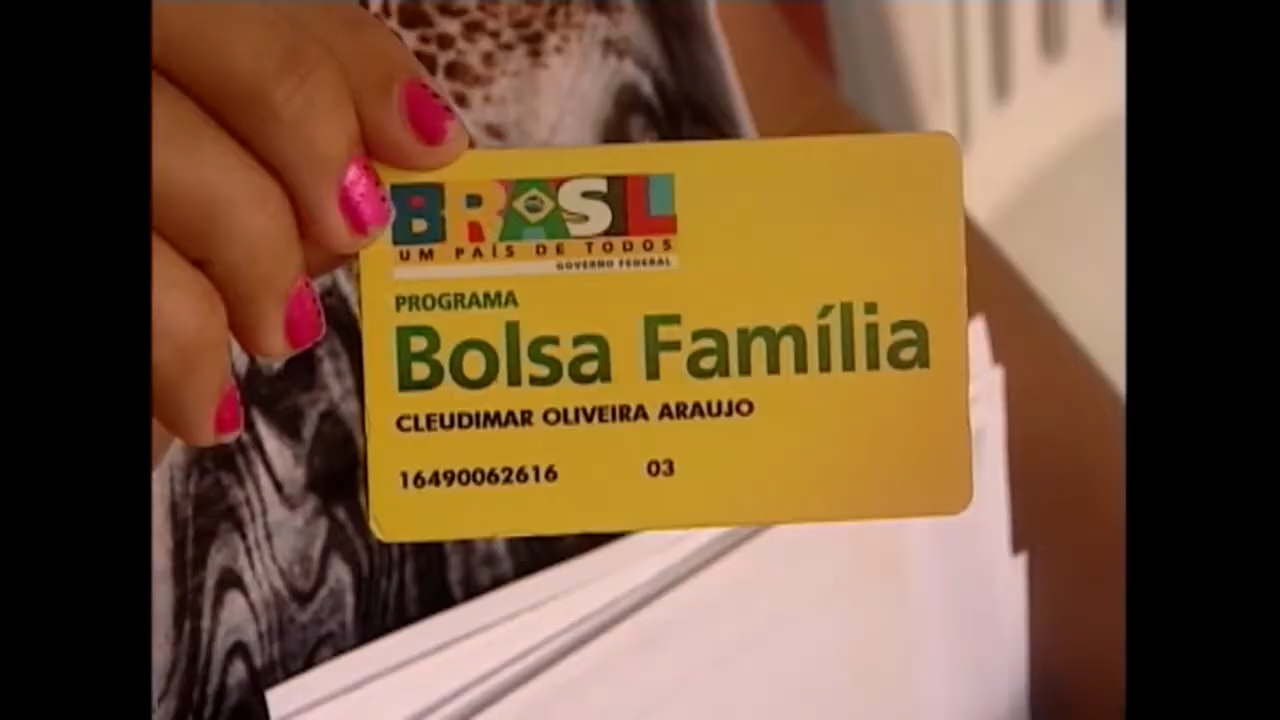 BRASIL
UM PAÍS DE TODOS
GOVERNO FEDERAL
PROGRAMA
Bolsa Família
CLEUDIMAR OLIVEIRA ARAUJO
16490062616 03